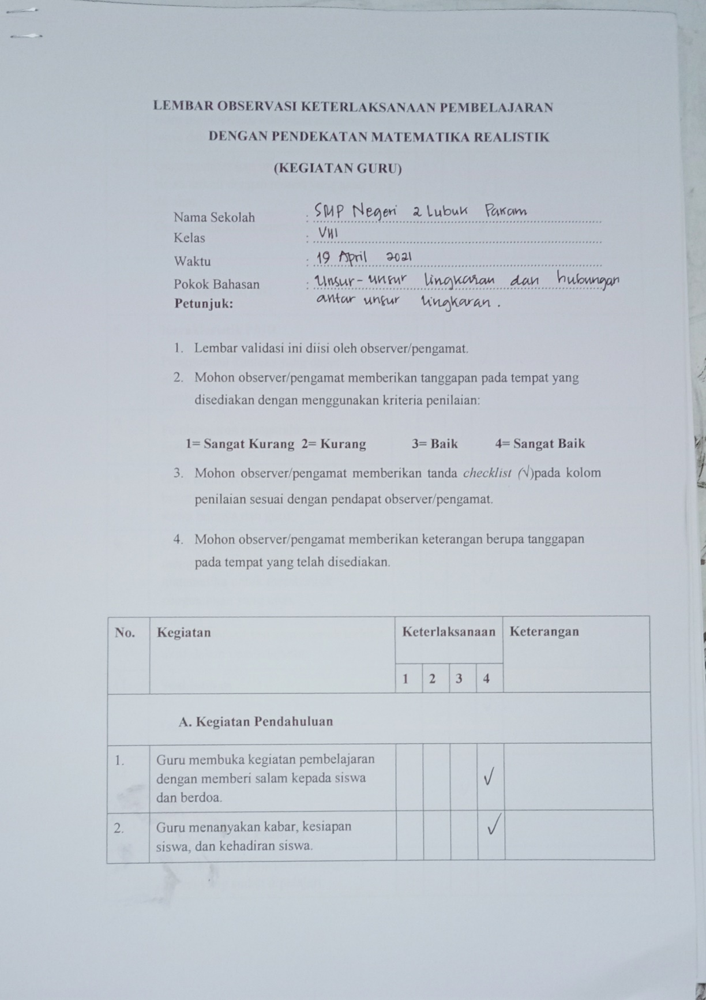 LEMBAR OBSERVASI KETERLAKSANAAN PEMBELAJARAN
DENGAN PENDEKATAN MATEMATIKA REALISTIK
(KEGIATAN GURU)
Nama Sekolah : SMP Negeri 2 Lubuk Pakam
Kelas : VIII
Waktu : 19 April 2021
Pokok Bahasan : Unsur-unsur lingkaran dan hubungan
antar unsur lingkaran.
Petunjuk:
1. Lembar validasi ini diisi oleh observer/pengamat.
2. Mohon observer/pengamat memberikan tanggapan pada tempat yang
disediakan dengan menggunakan kriteria penilaian:
1= Sangat Kurang 2= Kurang 3= Baik 4= Sangat Baik
3. Mohon observer/pengamat memberikan tanda checklist (√)pada kolom
penilaian sesuai dengan pendapat observer/pengamat.
4. Mohon observer/pengamat memberikan keterangan berupa tanggapan
pada tempat yang telah disediakan.
No. Kegiatan Keterlaksanaan Keterangan
1 2 3 4
A. Kegiatan Pendahuluan
1. Guru membuka kegiatan pembelajaran
dengan memberi salam kepada siswa √
dan berdoa.
2. Guru menanyakan kabar, kesiapan √
siswa, dan kehadiran siswa.